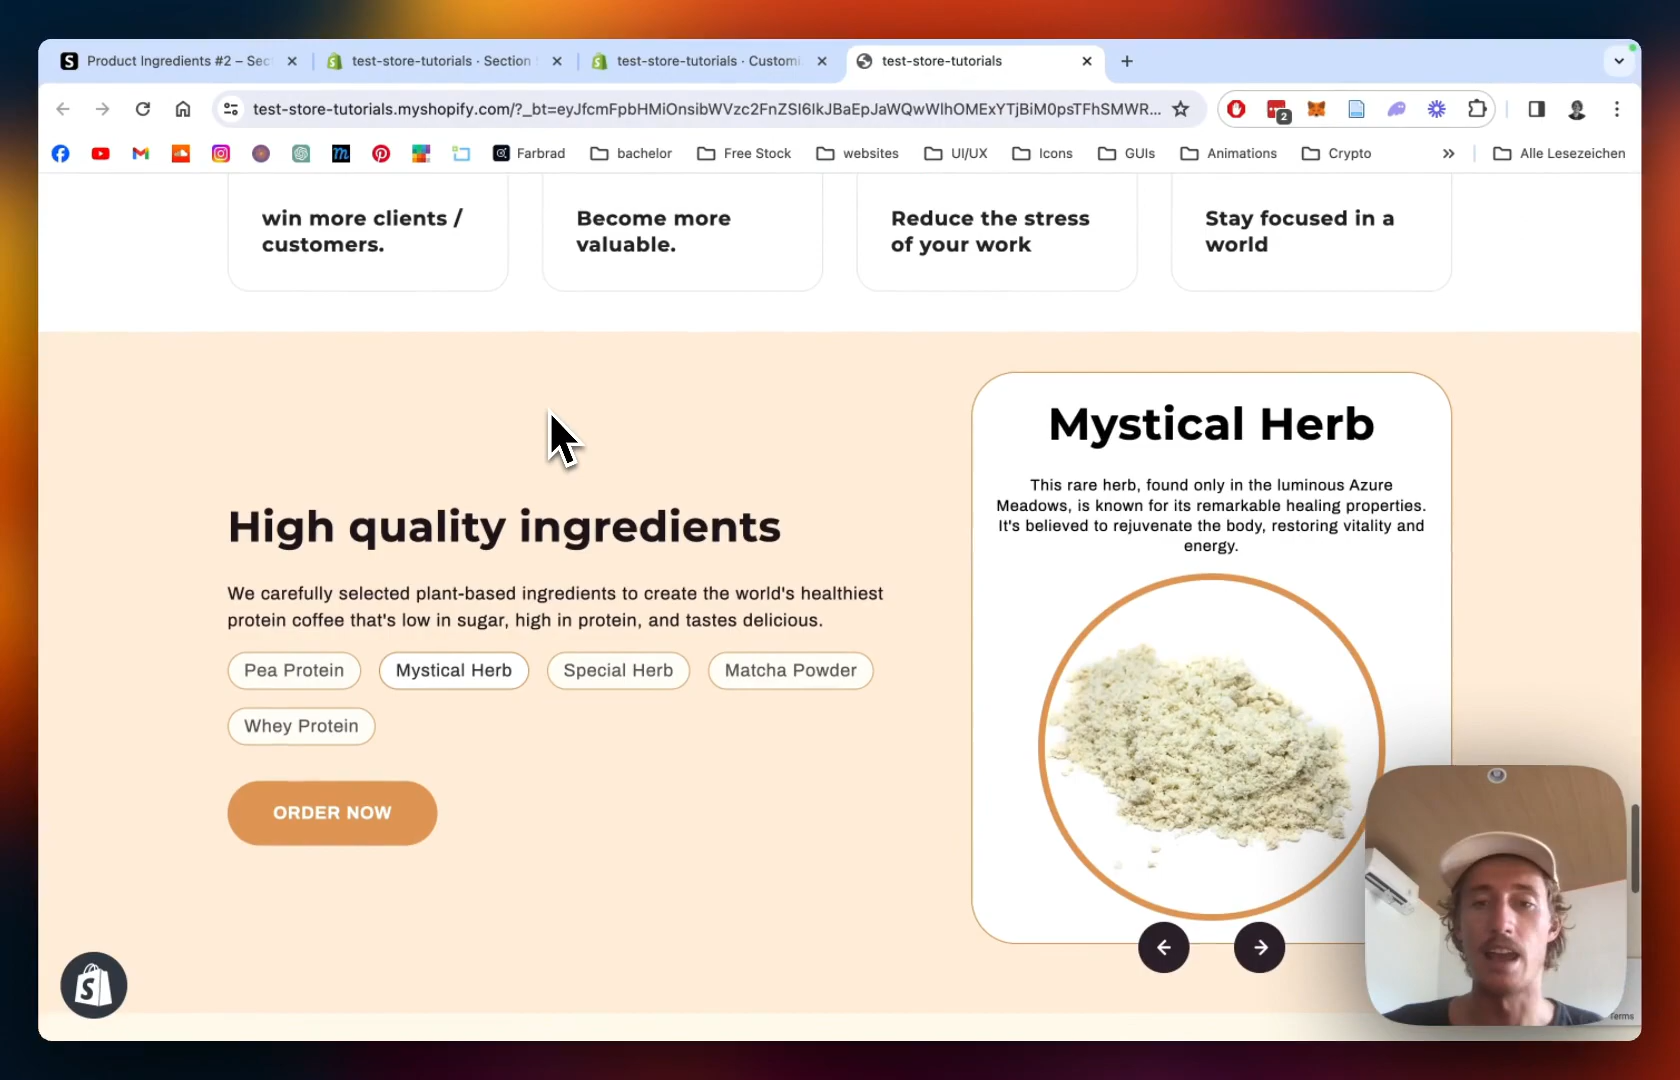 Product Ingredients #2 – Sec
test-store-tutorials · Section
test-store-tutorials · Customi
test-store-tutorials
test-store-tutorials.myshopify.com/?_bt=eyJfcmFpbHMiOnsibWVzc2FnZSI6IkJBaEpJaWQwWlhOMExYTjBiM0psTFhSMWR...
2
Farbrad
bachelor
Free Stock
websites
UI/UX
Icons
GUIs
Animations
Crypto
Alle Lesezeichen
win more clients /
customers.
Become more
valuable.
Reduce the stress
of your work
Stay focused in a
world
High quality ingredients
We carefully selected plant-based ingredients to create the world's healthiest
protein coffee that's low in sugar, high in protein, and tastes delicious.
Pea Protein
Mystical Herb
Special Herb
Matcha Powder
Whey Protein
ORDER NOW
Mystical Herb
This rare herb, found only in the luminous Azure
Meadows, is known for its remarkable healing properties.
It's believed to rejuvenate the body, restoring vitality and
energy.
Terms